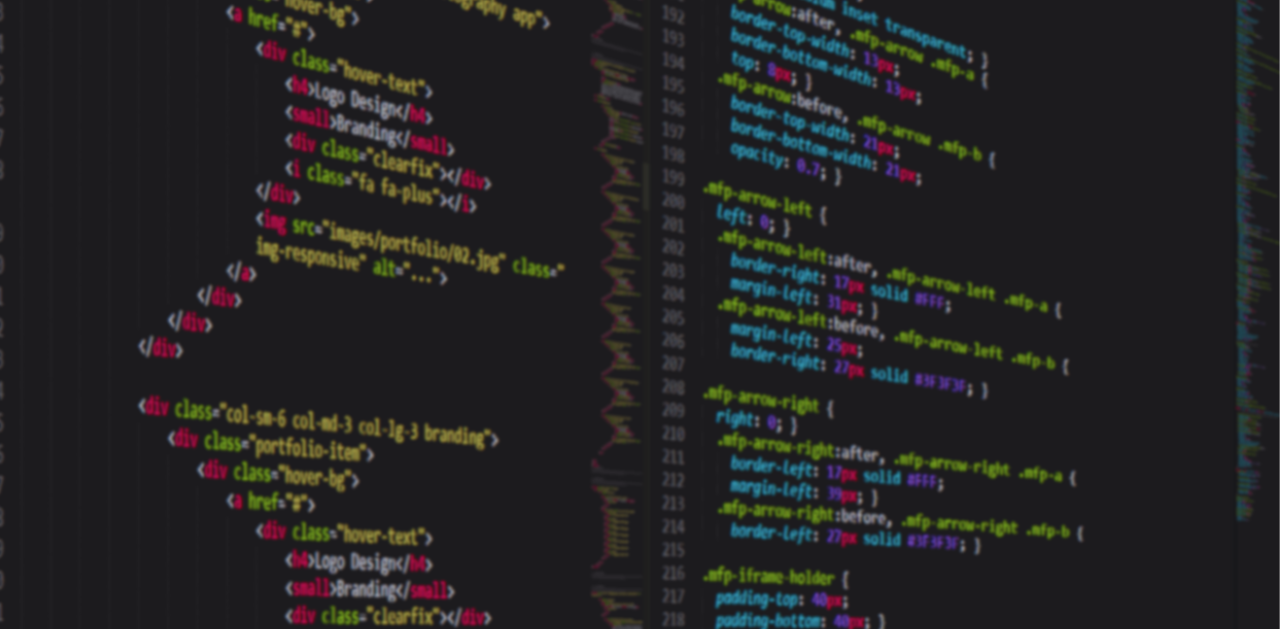 ography app">
hover-bg">
<a href="#">
<div class="hover-text">
<h4>Logo Design</h4>
<small>Branding</small>
<div class="clearfix"></div>
<i class="fa fa-plus"></i>
</div>
<img src="images/portfolio/02.jpg" class="
img-responsive" alt="...">
</a>
</div>
</div>
</div>
<div class="col-sm-6 col-md-3 col-lg-3 branding">
<div class="portfolio-item">
<div class="hover-bg">
<a href="#">
<div class="hover-text">
<h4>Logo Design</h4>
<small>Branding</small>
<div class="clearfix"></div>
inset transparent; }
192 .mfp-arrow:after, .mfp-arrow .mfp-a {
193 border-top-width: 13px;
194 border-bottom-width: 13px;
195 top: 8px; }
196 .mfp-arrow:before, .mfp-arrow .mfp-b {
197 border-top-width: 21px;
198 border-bottom-width: 21px;
199 opacity: 0.7; }
200
201 .mfp-arrow-left {
202 left: 0; }
203 .mfp-arrow-left:after, .mfp-arrow-left .mfp-a {
204 border-right: 17px solid #FFF;
205 margin-left: 31px; }
206 .mfp-arrow-left:before, .mfp-arrow-left .mfp-b {
207 margin-left: 25px;
208 border-right: 27px solid #3F3F3F; }
209
210 .mfp-arrow-right {
211 right: 0; }
212 .mfp-arrow-right:after, .mfp-arrow-right .mfp-a {
213 border-left: 17px solid #FFF;
214 margin-left: 39px; }
215 .mfp-arrow-right:before, .mfp-arrow-right .mfp-b {
216 border-left: 27px solid #3F3F3F; }
217
218 .mfp-iframe-holder {
padding-top: 40px;
padding-bottom: 40px; }